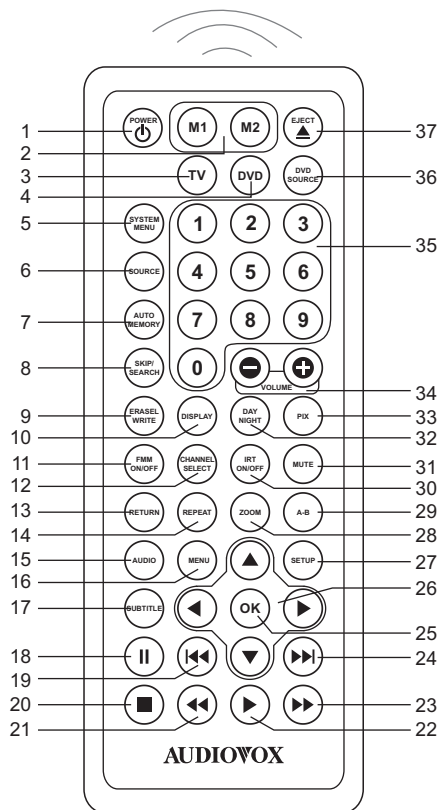 1 POWER M1 M2 EJECT 37
2
3 TV DVD DVD SOURCE 36
4
5 SYSTEM MENU 1 2 3 35
6 SOURCE 4 5 6
7 AUTO MEMORY 7 8 9
8 SKIP/ SEARCH 0 VOLUME 34
9 ERASEL WRITE DISPLAY DAY NIGHT PIX 33
10 32
11 FMM ON/OFF CHANNEL SELECT IRT ON/OFF MUTE 31
12 30
13 RETURN REPEAT ZOOM A-B 29
14 28
15 AUDIO MENU SETUP 27
16 26
17 SUBTITLE OK 25
18 24
19
20 23
21 22
AUDIOVOX